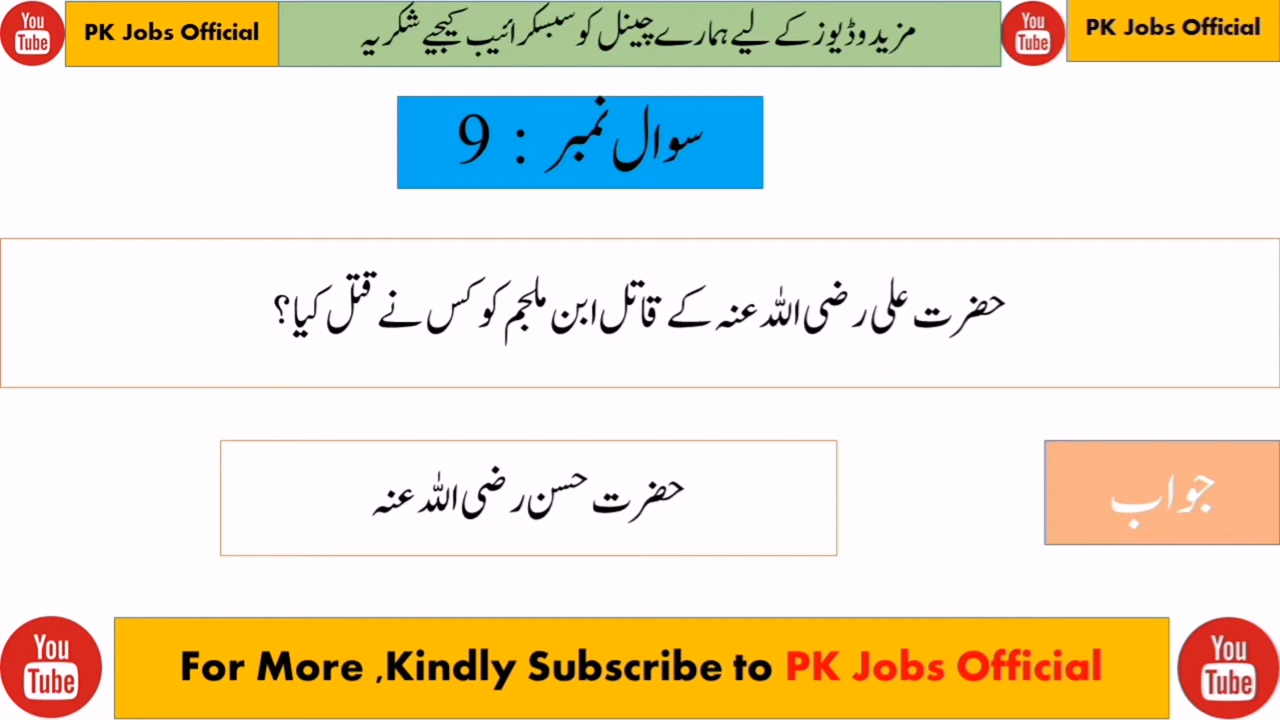 You
Tube
PK Jobs Official
مزید وڈیوز کے لیے ہمارے چینل کو سبسکرائیب کیجیے شکریہ
You
Tube
PK Jobs Official
سوال نمبر : 9
حضرت علی رضی اللہ عنہ کے قاتل ابن ملجم کو کس نے قتل کیا؟
جواب
حضرت حسن رضی اللہ عنہ
You
Tube
For More ,Kindly Subscribe to PK Jobs Official
You
Tube